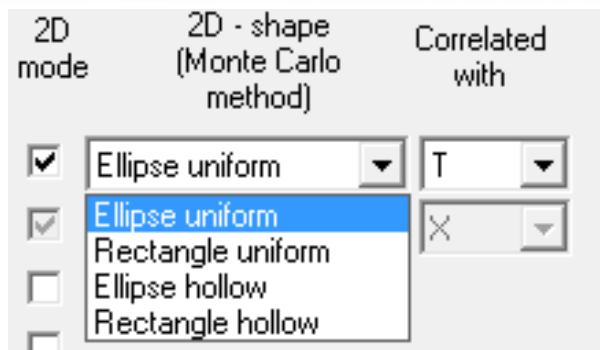 2D mode
2D - shape (Monte Carlo method)
Correlated with
Ellipse uniform
T
Ellipse uniform
X
Rectangle uniform
Ellipse hollow
Rectangle hollow